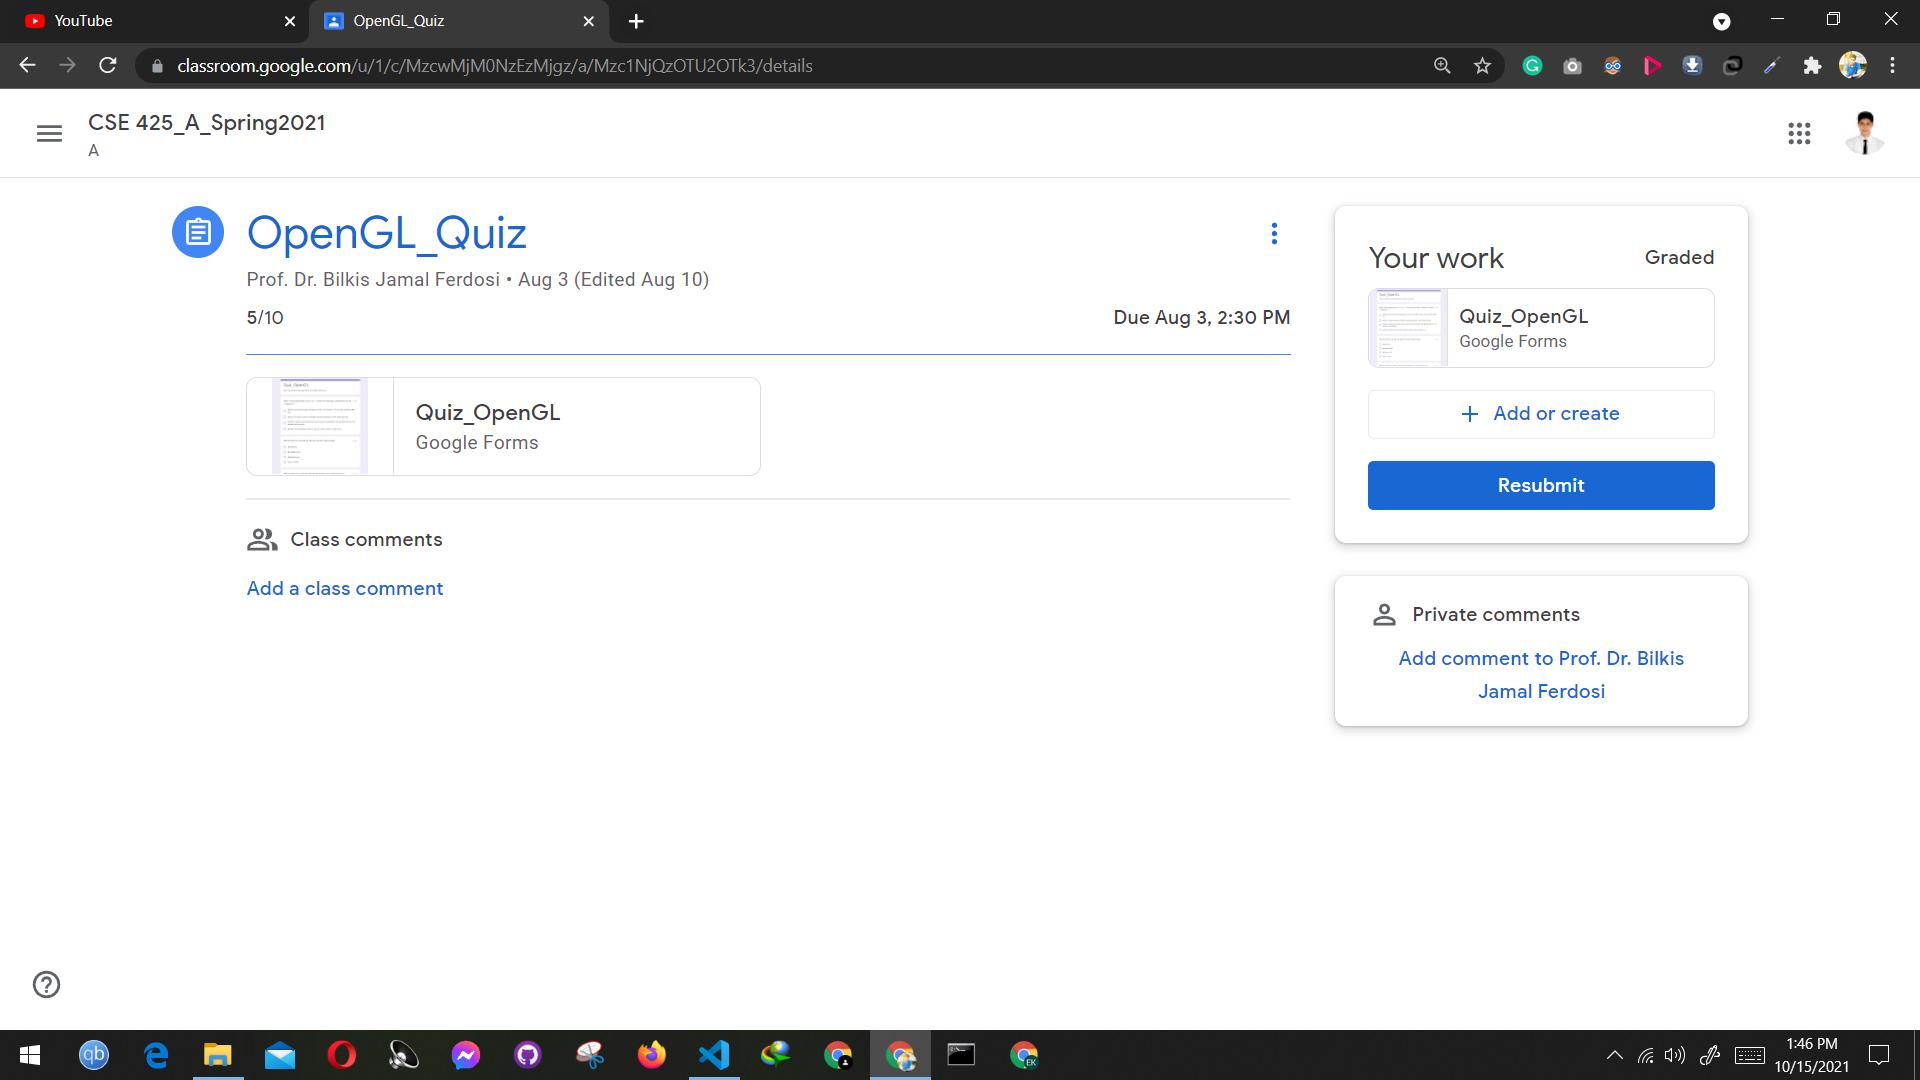 YouTube
OpenGL_Quiz
classroom.google.com/u/1/c/MzcwMjM0NzEzMjgz/a/Mzc1NjQzOTU2OTk3/details
CSE 425_A_Spring2021
A
OpenGL_Quiz
Prof. Dr. Bilkis Jamal Ferdosi • Aug 3 (Edited Aug 10)
5/10
Due Aug 3, 2:30 PM
Quiz_OpenGL
Google Forms
Class comments
Add a class comment
Your work
Graded
Quiz_OpenGL
Google Forms
+ Add or create
Resubmit
Private comments
Add comment to Prof. Dr. Bilkis
Jamal Ferdosi
qb
EK
1:46 PM
10/15/2021